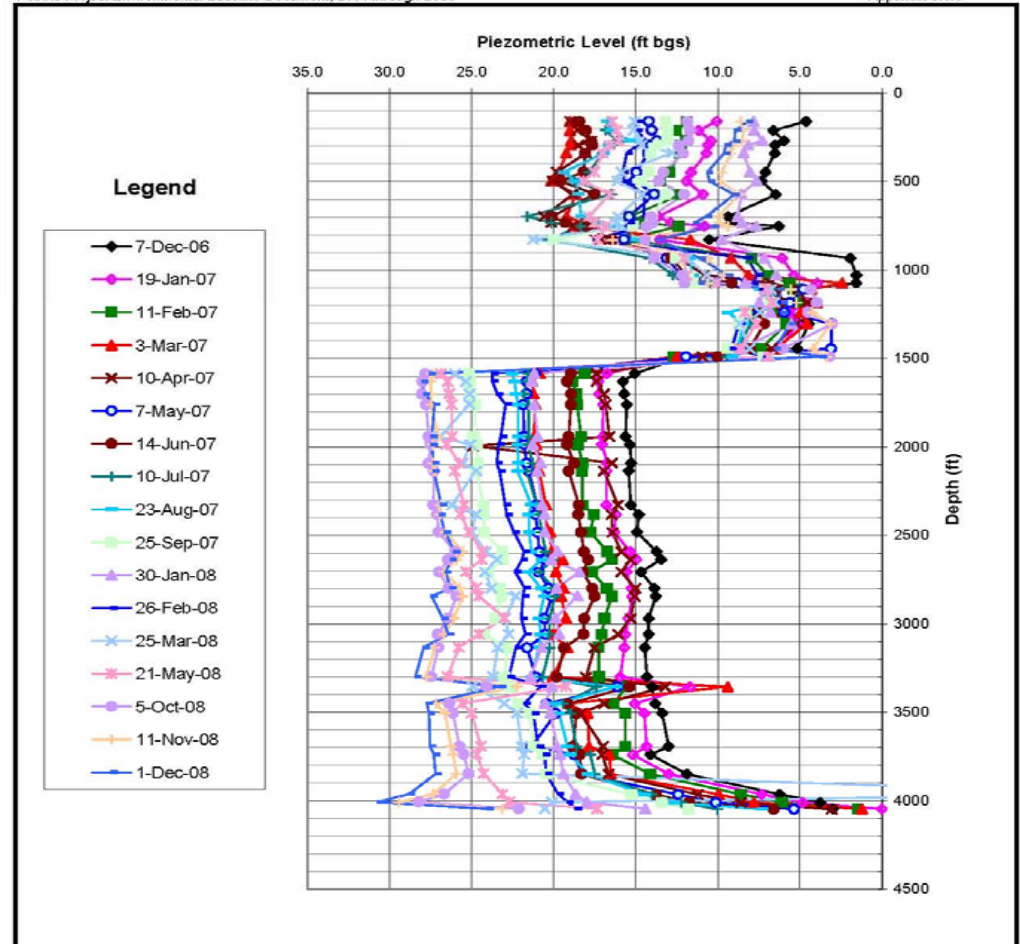 Piezometric Level (ft bgs)
35.0 30.0 25.0 20.0 15.0 10.0 5.0 0.0
0
500
1000
1500
2000
2500
3000
3500
4000
4500
Depth (ft)
Legend
7-Dec-06
19-Jan-07
11-Feb-07
3-Mar-07
10-Apr-07
7-May-07
14-Jun-07
10-Jul-07
23-Aug-07
25-Sep-07
30-Jan-08
26-Feb-08
25-Mar-08
21-May-08
5-Oct-08
11-Nov-08
1-Dec-08